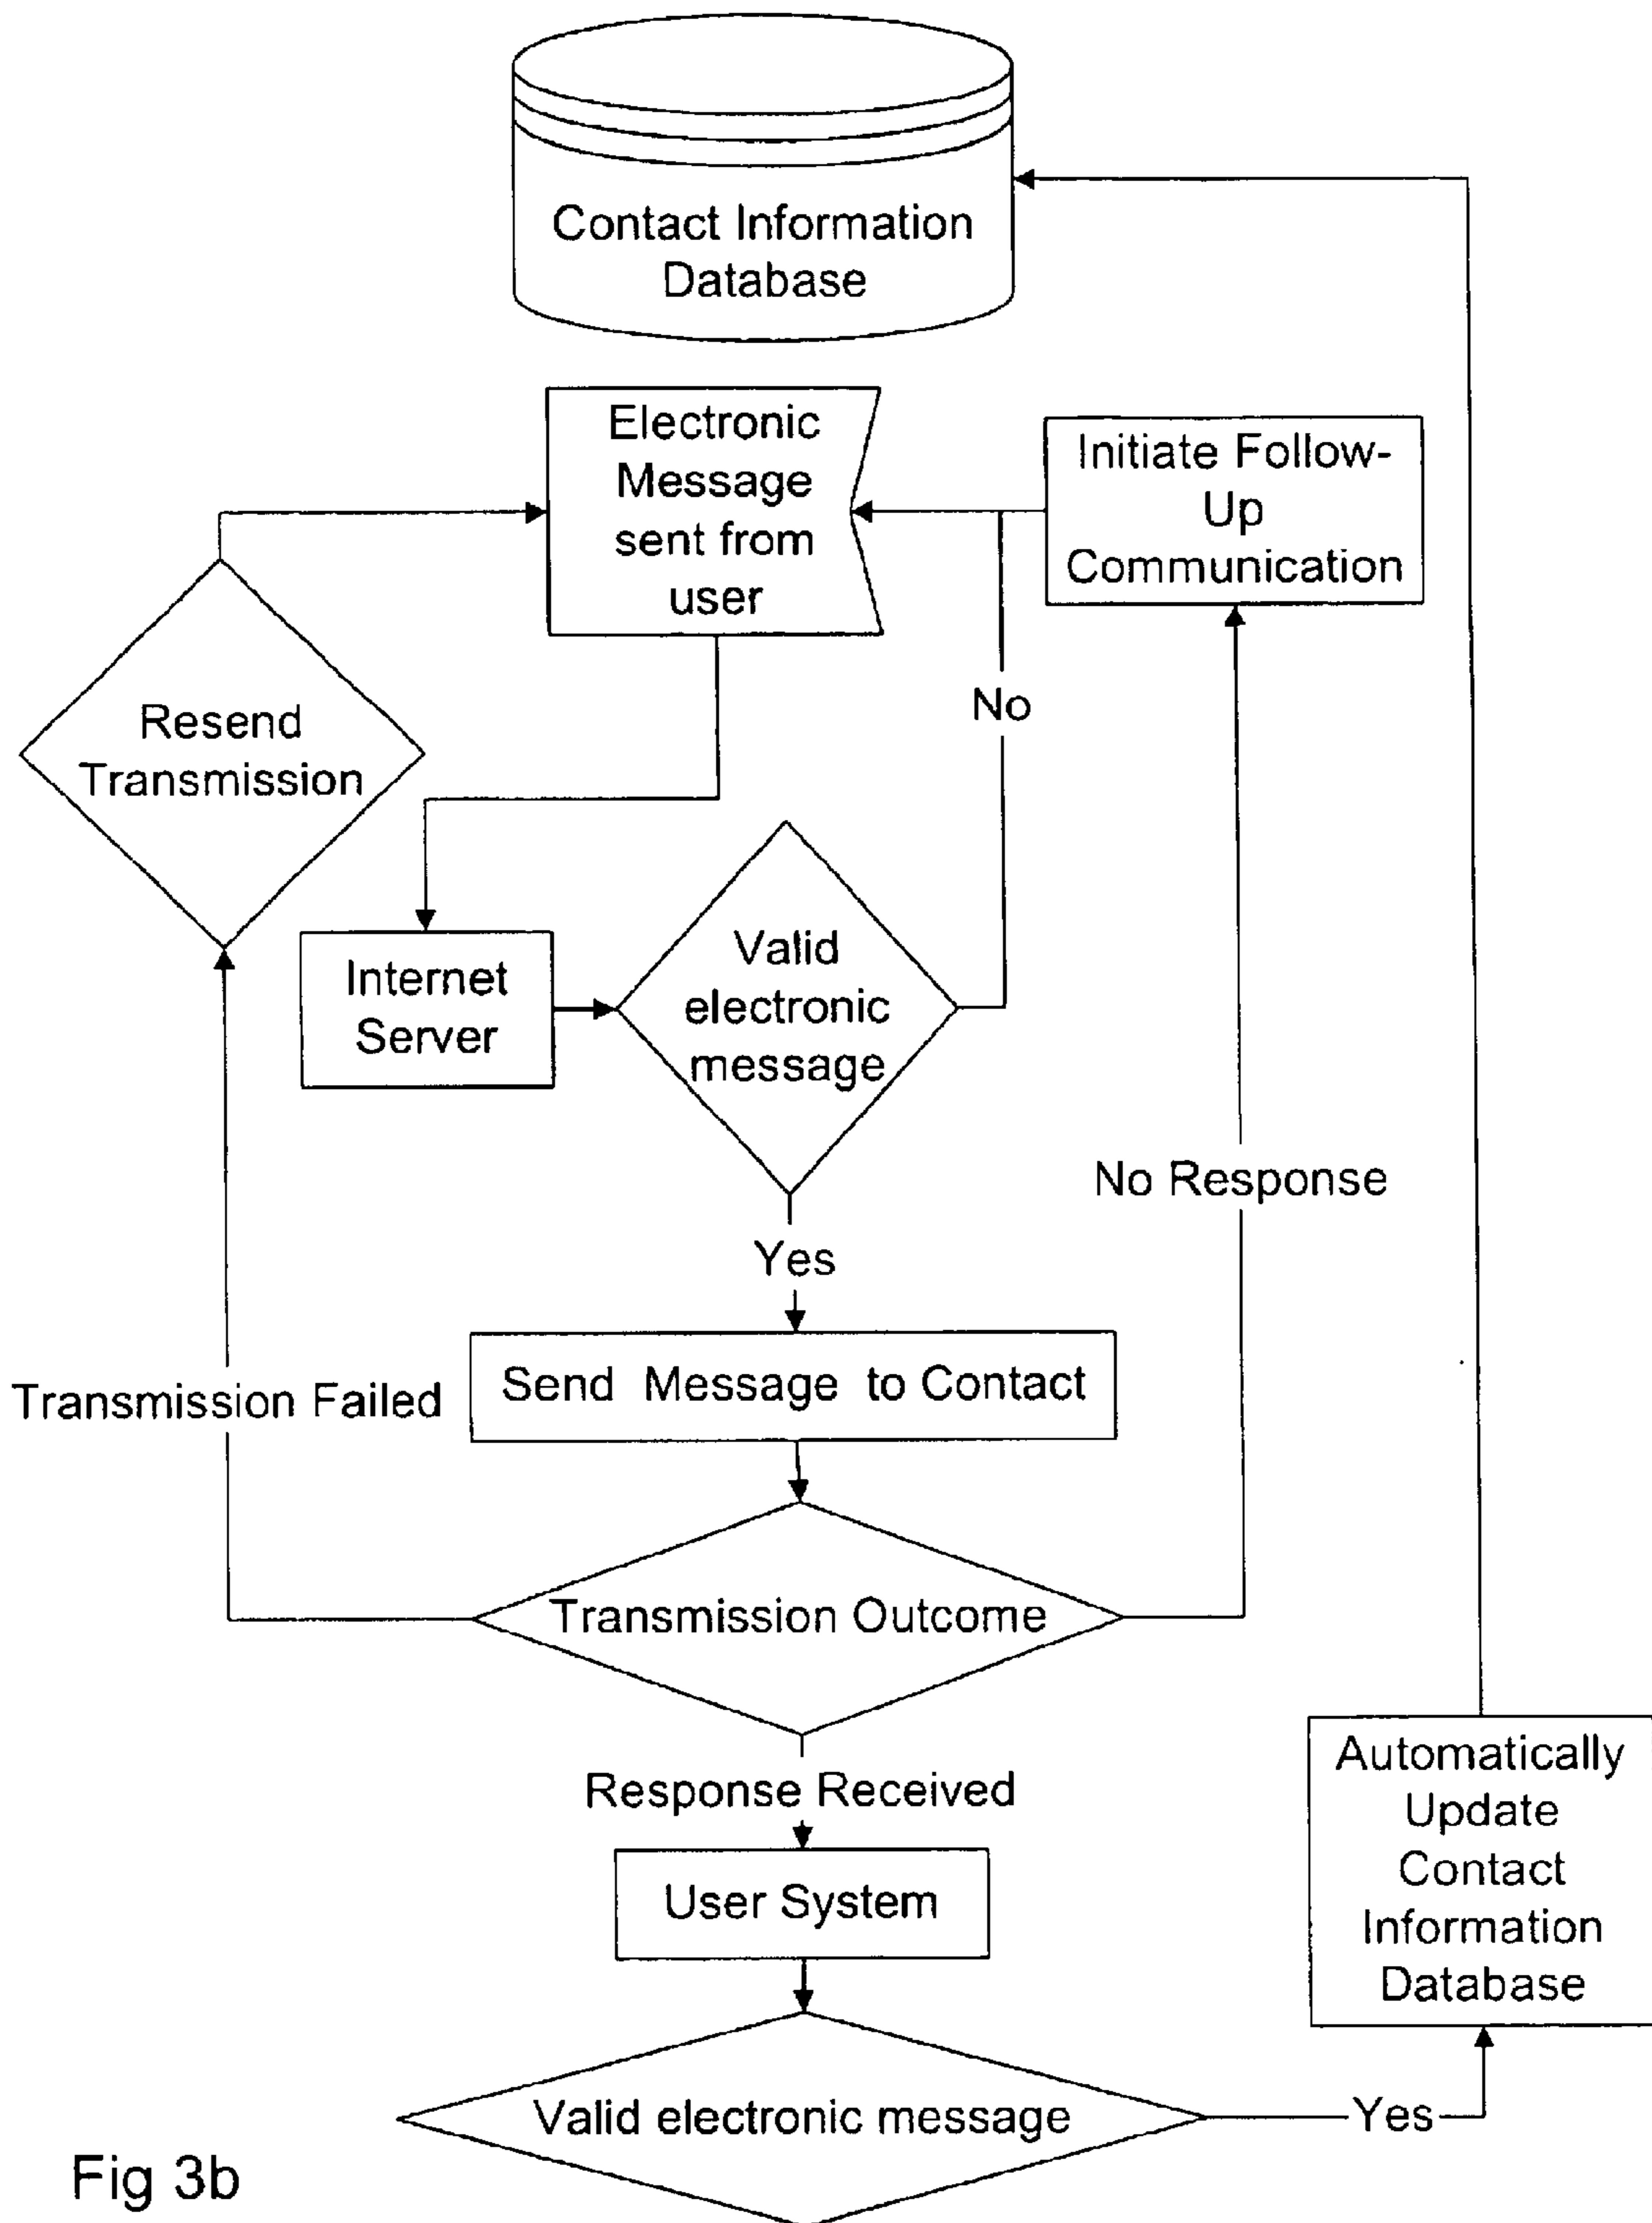 Contact Information
Database
Electronic
Message
sent from
user
Initiate Follow-
Up
Communication
Resend
Transmission
No
Internet
Server
Valid
electronic
message
No Response
Yes
Send Message to Contact
Transmission Failed
Transmission Outcome
Response Received
User System
Automatically
Update
Contact
Information
Database
Valid electronic message
Yes
Fig 3b